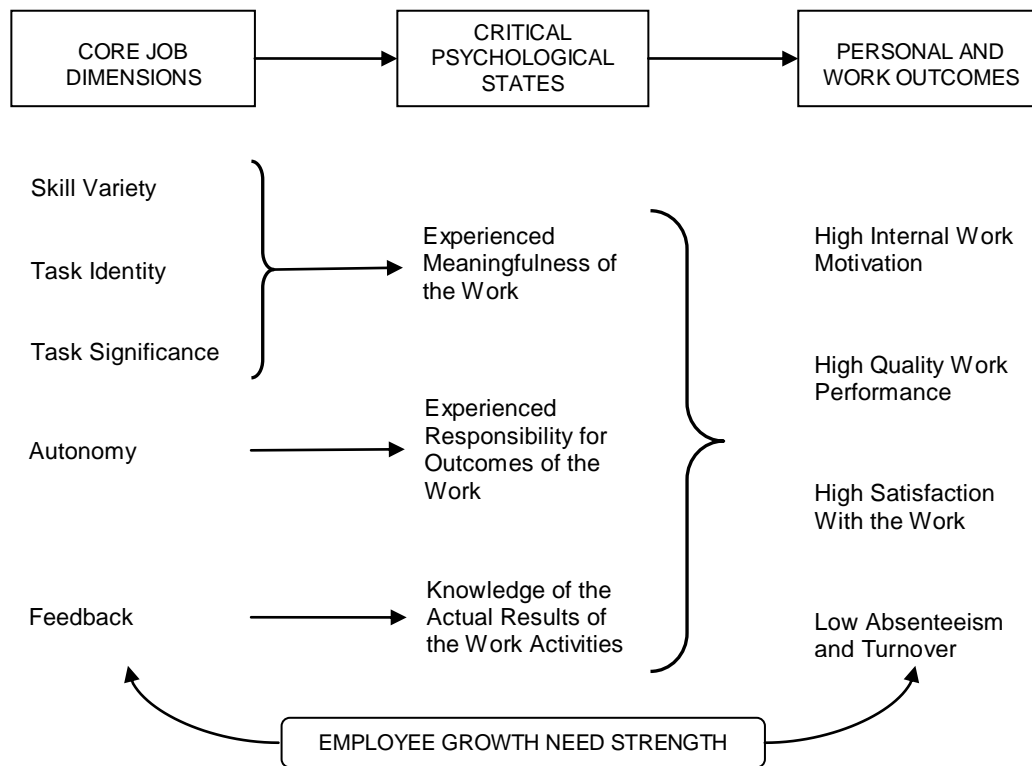 CORE JOB
DIMENSIONS
CRITICAL
PSYCHOLOGICAL
STATES
PERSONAL AND
WORK OUTCOMES
Skill Variety
Task Identity
Task Significance
Autonomy
Feedback
Experienced
Meaningfulness of
the Work
Experienced
Responsibility for
Outcomes of the
Work
Knowledge of the
Actual Results of
the Work Activities
High Internal Work
Motivation
High Quality Work
Performance
High Satisfaction
With the Work
Low Absenteeism
and Turnover
EMPLOYEE GROWTH NEED STRENGTH